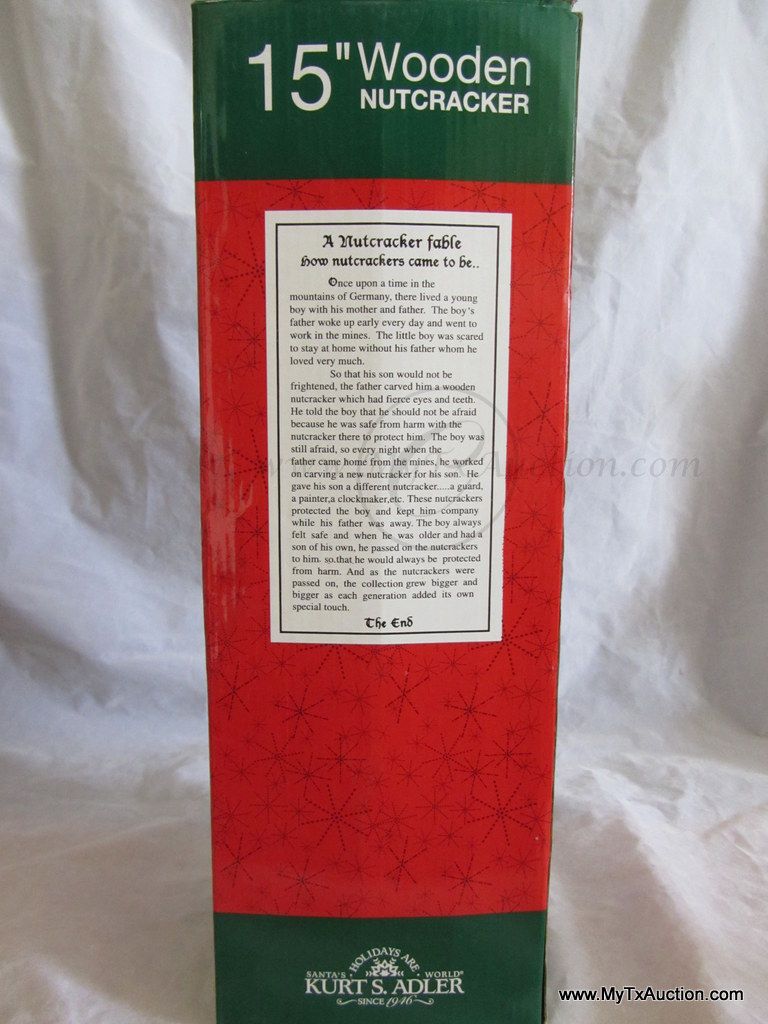 15" Wooden
NUTCRACKER
A Nutcracker fable
How nutcrackers came to be..
Once upon a time in the
mountains of Germany, there lived a young
boy with his mother and father. The boy's
father woke up early every day and went to
work in the mines. The little boy was scared
to stay at home without his father whom he
loved very much.
So that his son would not be
frightened, the father carved him a wooden
nutcracker which had fierce eyes and teeth.
He told the boy that he should not be afraid
because he was safe from harm with the
nutcracker there to protect him. The boy was
still afraid, so every night when the
father came home from the mines, he worked
on carving a new nutcracker for his son. He
gave his son a different nutcracker.....a guard,
a painter,a clockmaker,etc. These nutcrackers
protected the boy and kept him company
while his father was away. The boy always
felt safe and when he was older and had a
son of his own, he passed on the nutcrackers
to him. so.that he would always be protected
from harm. And as the nutcrackers were
passed on, the collection grew bigger and
bigger as each generation added its own
special touch.
The End
HOLIDAYS ARE
SANTA'S WORLD®
KURT S. ADLER
SINCE 1946
Auction.com
www.MyTxAuction.com